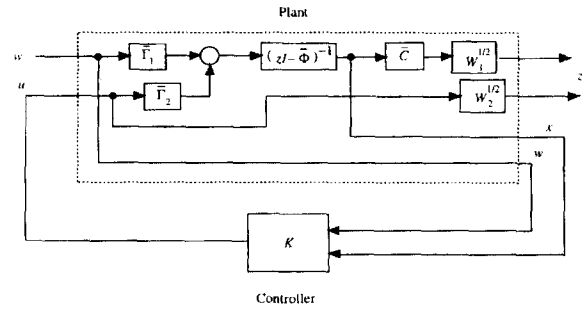 Plant
w
Γ̿₁
(zI – Φ̿)⁻¹
C̄
W₁^{1/2}
z
u
Γ̿₂
W₂^{1/2}
x
w
K
Controller